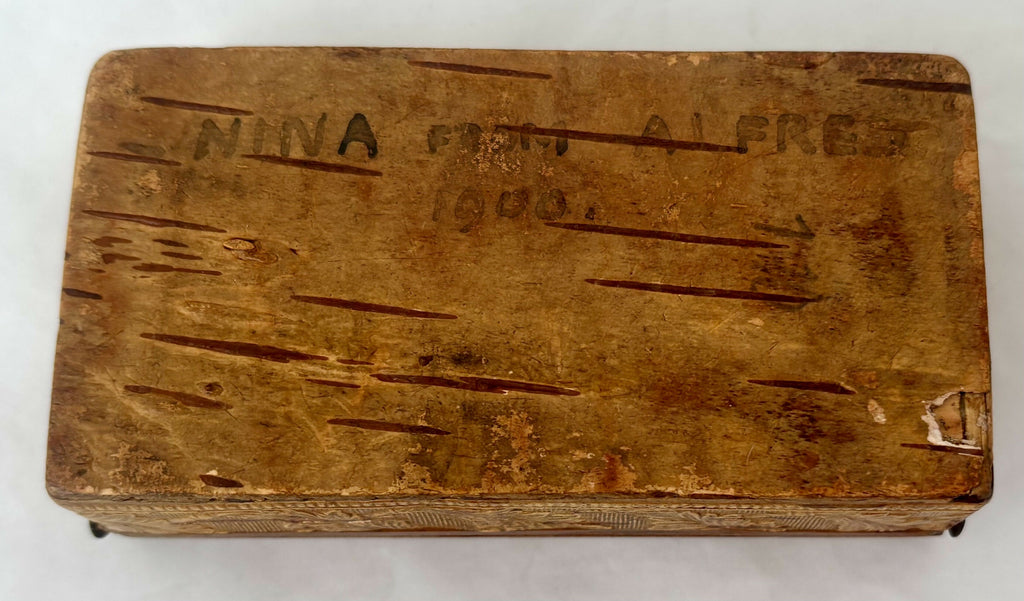 NINA FROM ALFRED
1900.